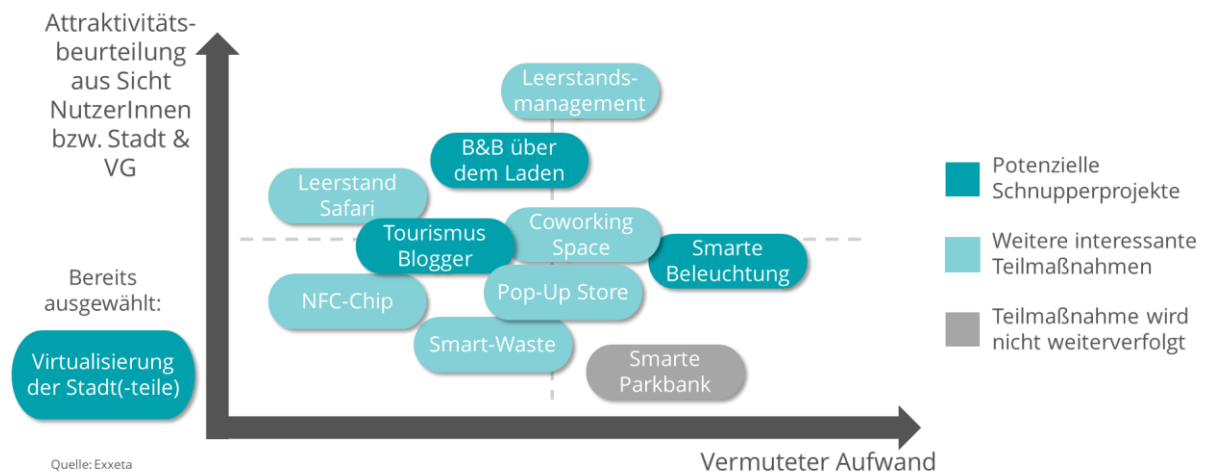 Attraktivitäts-
beurteilung
aus Sicht
NutzerInnen
bzw. Stadt &
VG
Leerstands-
management
B&B über
dem Laden
Leerstand
Safari
Tourismus
Blogger
Coworking
Space
Smarte
Beleuchtung
NFC-Chip
Pop-Up Store
Smart-Waste
Smarte
Parkbank
Bereits
ausgewählt:
Virtualisierung
der Stadt(-teile)
Potenzielle
Schnupperprojekte
Weitere interessante
Teilmaßnahmen
Teilmaßnahme wird
nicht weiterverfolgt
Quelle: Exxeta
Vermuteter Aufwand